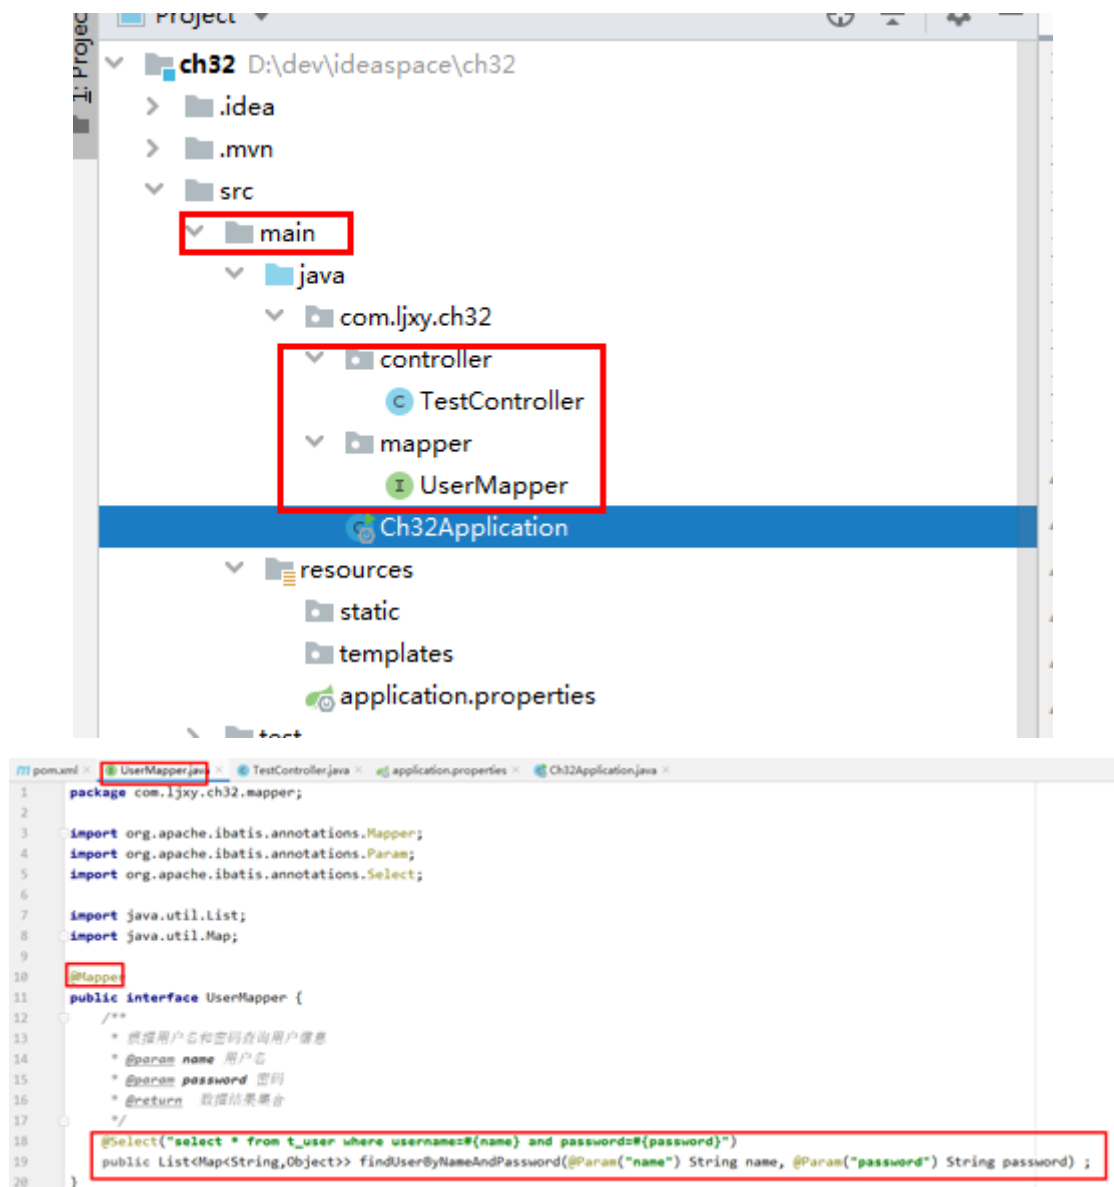 1: Projec
Project
ch32 D:\dev\ideaspace\ch32
.idea
.mvn
src
main
java
com.ljxy.ch32
controller
TestController
mapper
UserMapper
Ch32Application
resources
static
templates
application.properties
test
pom.xml UserMapper.java TestController.java application.properties Ch32Application.java
1 package com.ljxy.ch32.mapper;
2
3 import org.apache.ibatis.annotations.Mapper;
4 import org.apache.ibatis.annotations.Param;
5 import org.apache.ibatis.annotations.Select;
6
7 import java.util.List;
8 import java.util.Map;
9
10 @Mapper
11 public interface UserMapper {
12 /**
13 * 根据用户名和密码查询用户信息
14 * @param name 用户名
15 * @param password 密码
16 * @return 数据结果集合
17 */
18 @Select("select * from t_user where username=#{name} and password=#{password}")
19 public List<Map<String,Object>> findUserByNameAndPassword(@Param("name") String name, @Param("password") String password) ;
20 }